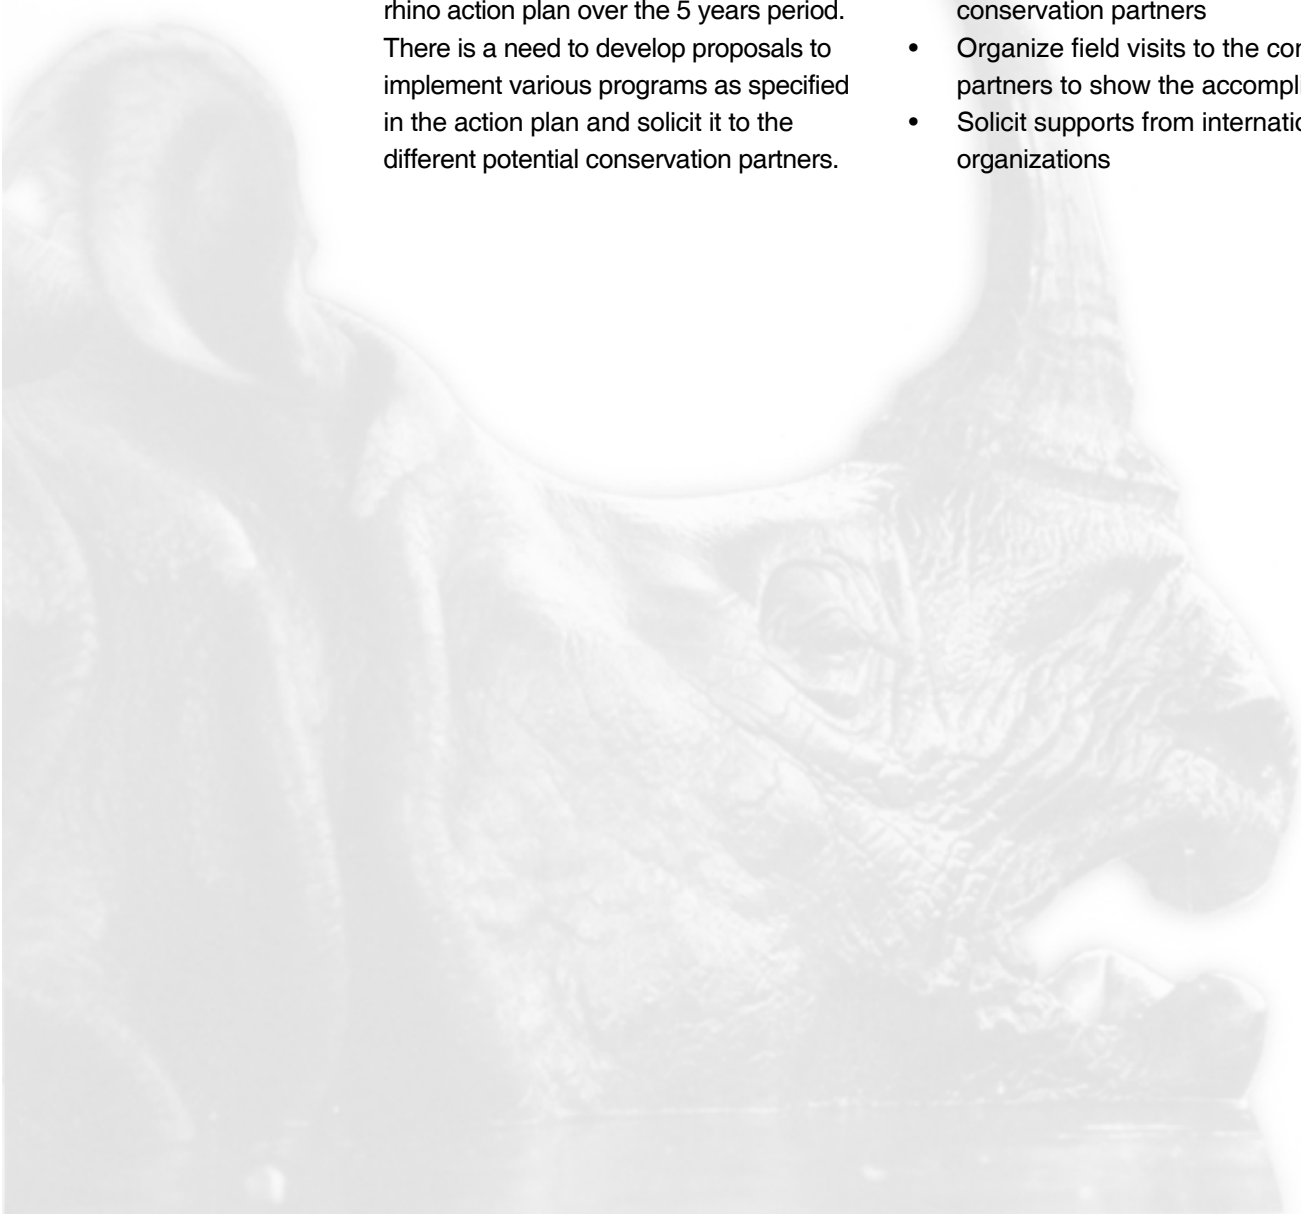 rhino action plan over the 5 years period.
There is a need to develop proposals to
implement various programs as specified
in the action plan and solicit it to the
different potential conservation partners.
conservation partners
• Organize field visits to the
partners to show the
• Solicit supports from
organizations